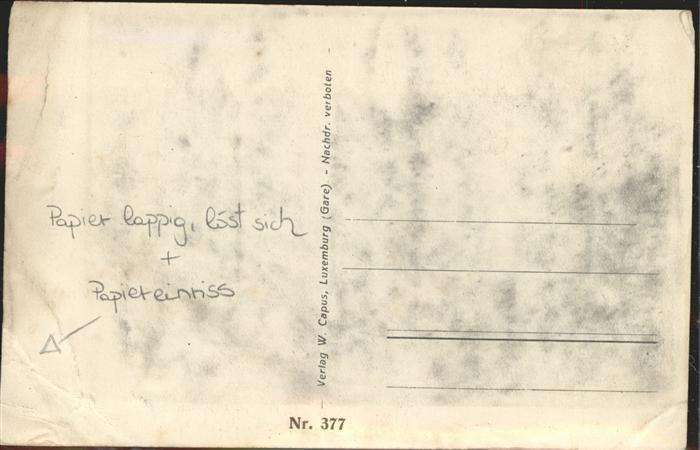 Papier lappig, löst sich
+
Papiereinriss
Verlag W. Capus, Luxemburg (Gare). - Nachdr. verboten
Nr. 377